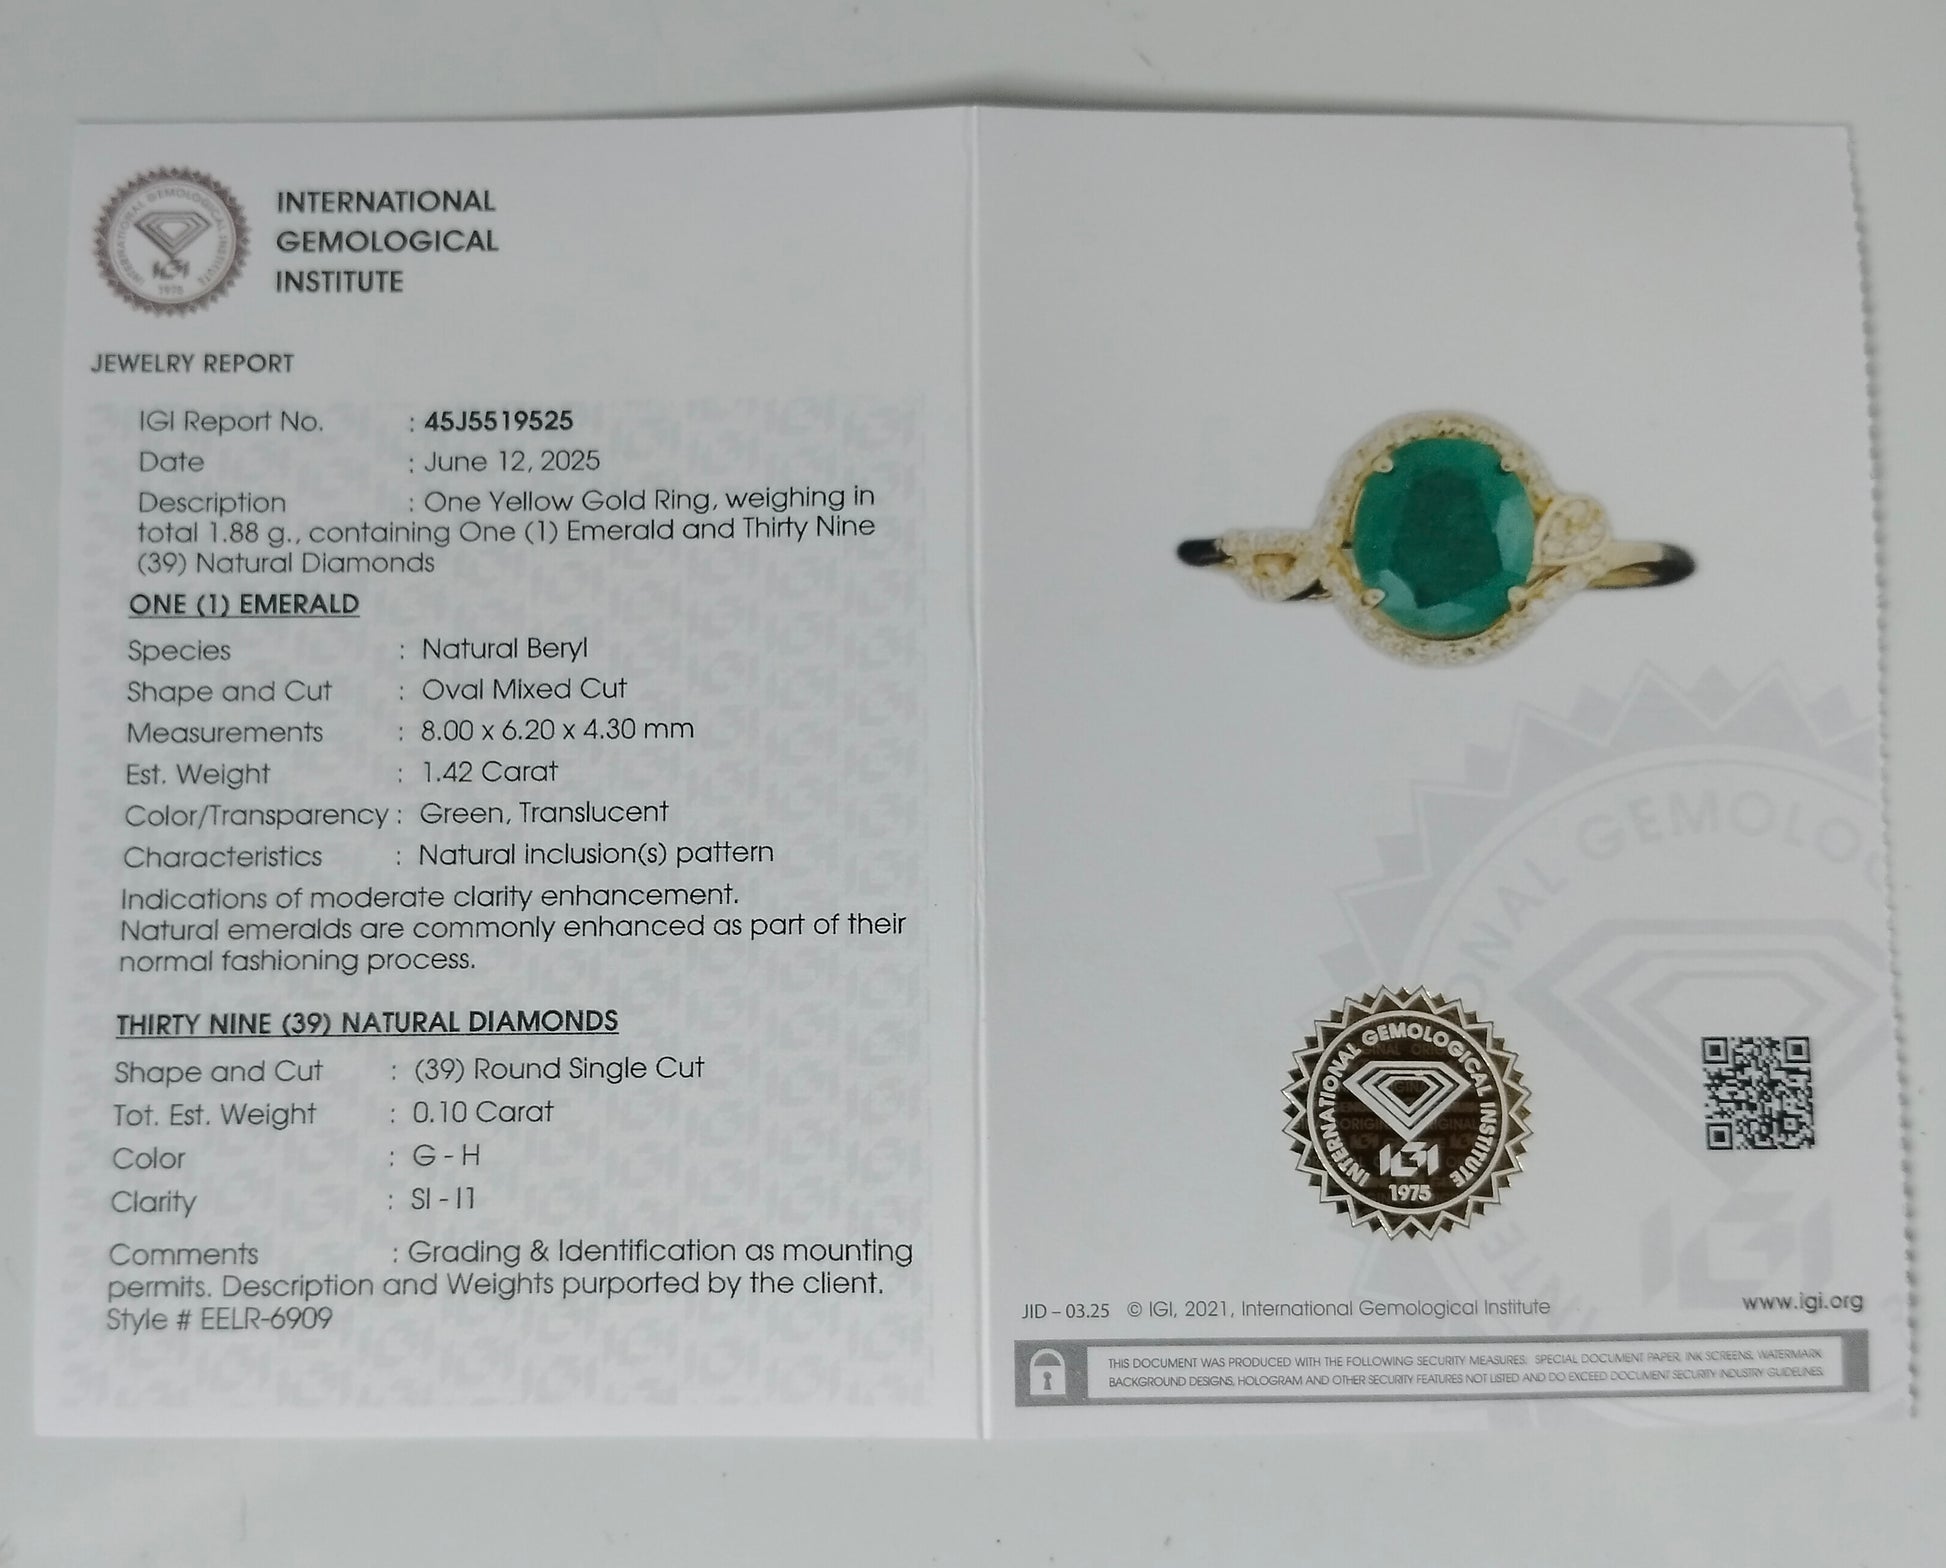 INTERNATIONAL GEMOLOGICAL INSTITUTE
IGI
1975
INTERNATIONAL
GEMOLOGICAL
INSTITUTE
JEWELRY REPORT
IGI Report No. : 45J5519525
Date : June 12, 2025
Description : One Yellow Gold Ring, weighing in
total 1.88 g., containing One (1) Emerald and Thirty Nine
(39) Natural Diamonds
ONE (1) EMERALD
Species : Natural Beryl
Shape and Cut : Oval Mixed Cut
Measurements : 8.00 x 6.20 x 4.30 mm
Est. Weight : 1.42 Carat
Color/Transparency : Green, Translucent
Characteristics : Natural inclusion(s) pattern
Indications of moderate clarity enhancement.
Natural emeralds are commonly enhanced as part of their
normal fashioning process.
THIRTY NINE (39) NATURAL DIAMONDS
Shape and Cut : (39) Round Single Cut
Tot. Est. Weight : 0.10 Carat
Color : G - H
Clarity : SI - I1
Comments : Grading & Identification as mounting
permits. Description and Weights purported by the client.
Style # EELR-6909
INTERNATIONAL GEMOLOGICAL INSTITUTE
IGI
1975
JID – 03.25 © IGI, 2021, International Gemological Institute
www.igi.org
THIS DOCUMENT WAS PRODUCED WITH THE FOLLOWING SECURITY MEASURES: SPECIAL DOCUMENT PAPER, INK SCREENS, WATERMARK
BACKGROUND DESIGNS, HOLOGRAM AND OTHER SECURITY FEATURES NOT LISTED AND DO EXCEED DOCUMENT SECURITY INDUSTRY GUIDELINES.